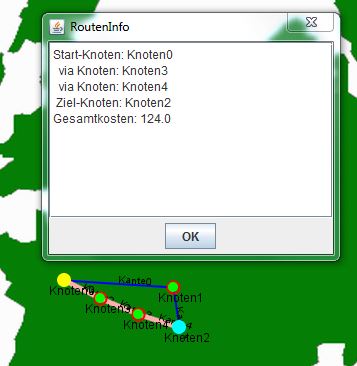 RoutenInfo
Start-Knoten: Knoten0
via Knoten: Knoten3
via Knoten: Knoten4
Ziel-Knoten: Knoten2
Gesamtkosten: 124.0
OK
Kante0
Knoten0
Knoten1
Knoten3
Knoten4
Knoten2